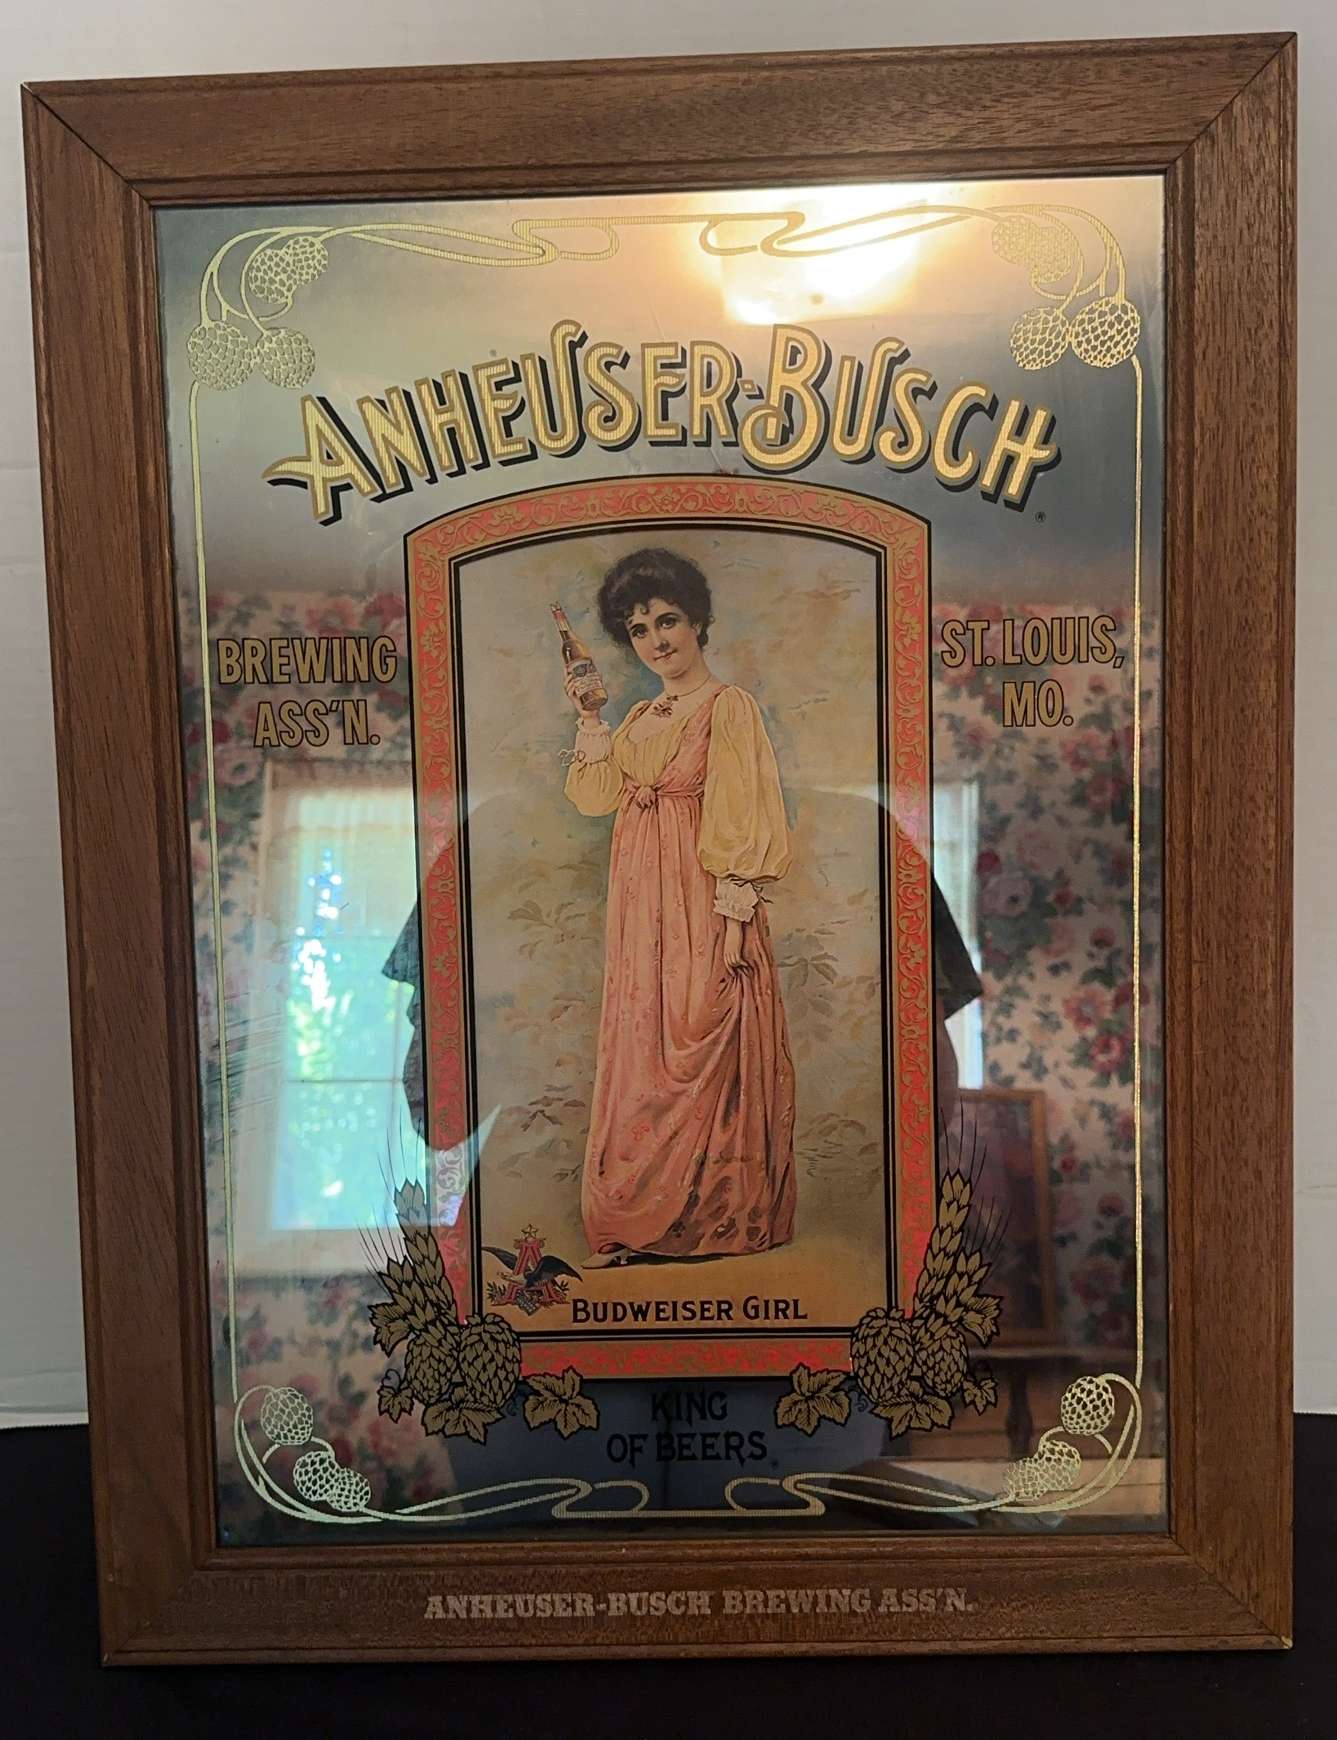 ANHEUSER-BUSCH®
BREWING
ASS'N.
ST. LOUIS,
MO.
BUDWEISER GIRL
KING
OF BEERS®
ANHEUSER-BUSCH BREWING ASS'N.